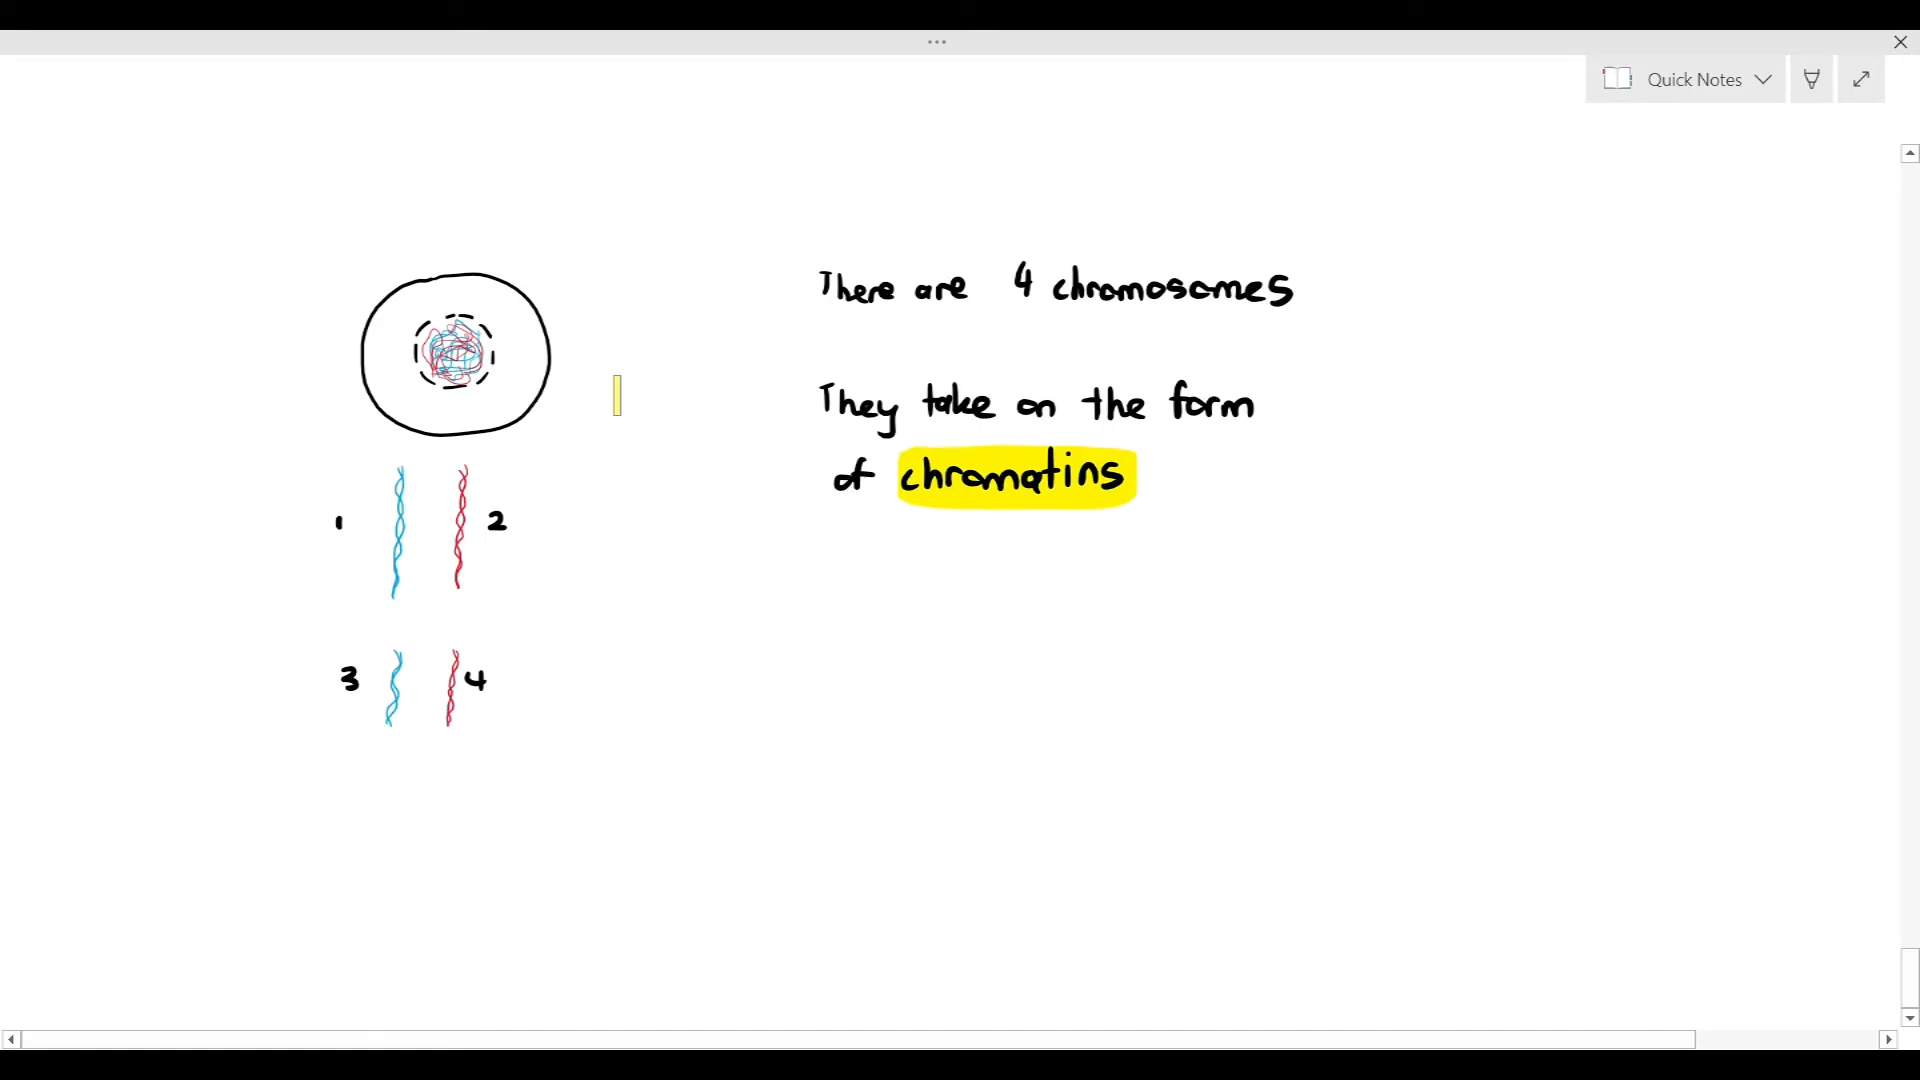 Quick Notes
There are 4 chromosomes
They take on the form
of chromatins
1 2
3 4